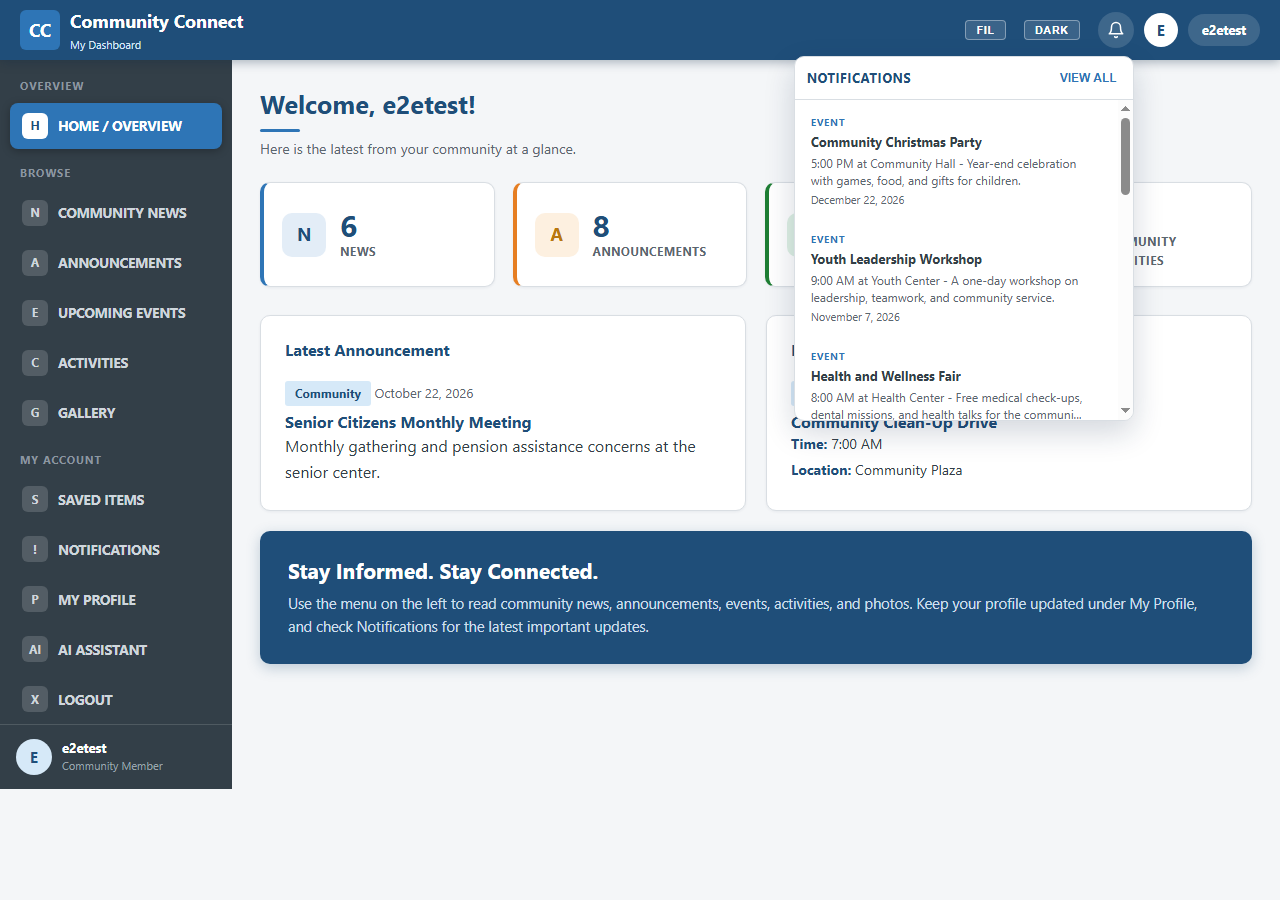 CC
Community Connect
My Dashboard
FIL
DARK
E
e2etest
OVERVIEW
H
HOME / OVERVIEW
BROWSE
N
COMMUNITY NEWS
A
ANNOUNCEMENTS
E
UPCOMING EVENTS
C
ACTIVITIES
G
GALLERY
MY ACCOUNT
S
SAVED ITEMS
!
NOTIFICATIONS
P
MY PROFILE
AI
AI ASSISTANT
X
LOGOUT
E
e2etest
Community Member
Welcome, e2etest!
Here is the latest from your community at a glance.
N
6
NEWS
A
8
ANNOUNCEMENTS
NOTIFICATIONS
VIEW ALL
EVENT
Community Christmas Party
5:00 PM at Community Hall - Year-end celebration
with games, food, and gifts for children.
December 22, 2026
EVENT
Youth Leadership Workshop
9:00 AM at Youth Center - A one-day workshop on
leadership, teamwork, and community service.
November 7, 2026
EVENT
Health and Wellness Fair
8:00 AM at Health Center - Free medical check-ups,
dental missions, and health talks for the communi...
Latest Announcement
Community
October 22, 2026
Senior Citizens Monthly Meeting
Monthly gathering and pension assistance concerns at the
senior center.
Community Clean-Up Drive
Time: 7:00 AM
Location: Community Plaza
Stay Informed. Stay Connected.
Use the menu on the left to read community news, announcements, events, activities, and photos. Keep your profile updated under My Profile,
and check Notifications for the latest important updates.